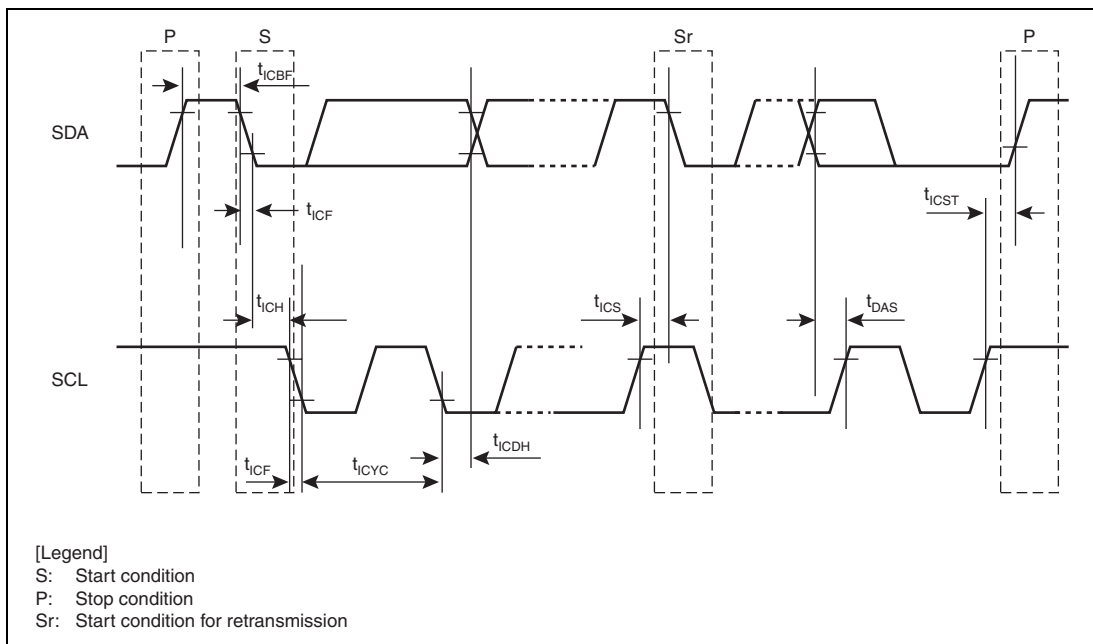 P S Sr P
tICBF
SDA
tICF
tICST
tICH tICS tDAS
SCL
tICDH
tICF tICYC
[Legend]
S: Start condition
P: Stop condition
Sr: Start condition for retransmission